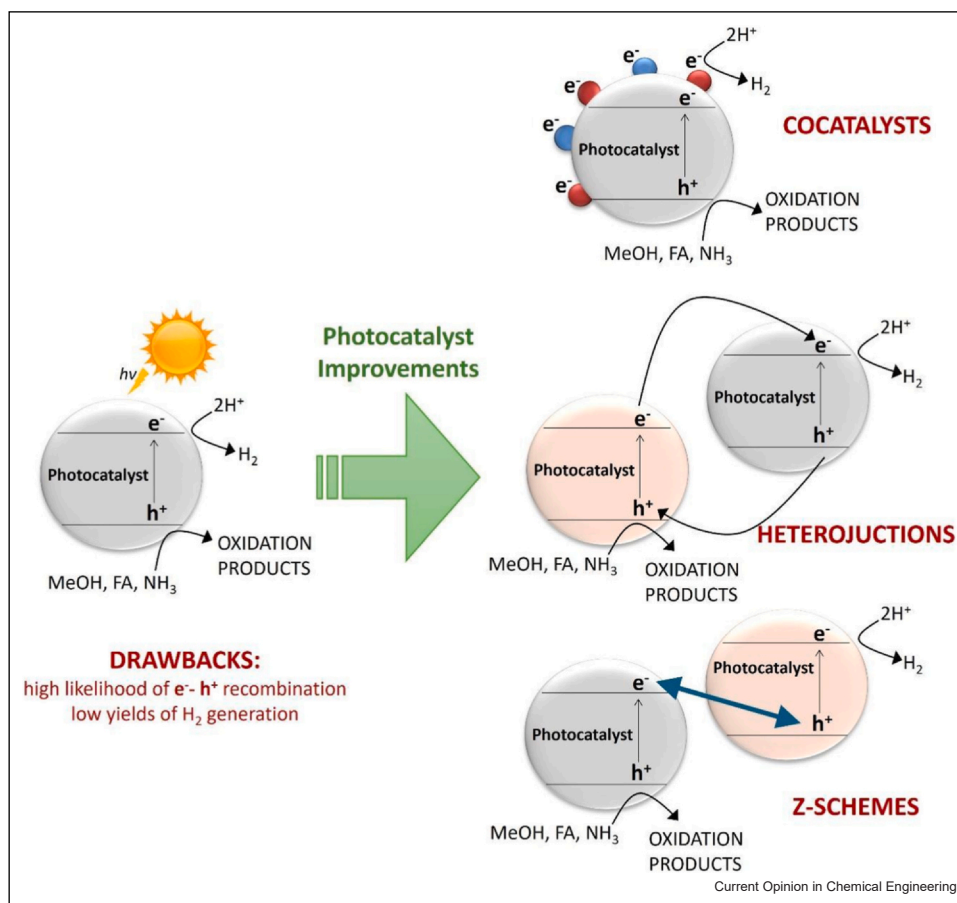 2H⁺
e⁻
e⁻
e⁻
H₂
e⁻
e⁻
COCATALYSTS
Photocatalyst
e⁻
h⁺
OXIDATION
PRODUCTS
MeOH, FA, NH₃
hν
e⁻
2H⁺
H₂
Photocatalyst
h⁺
OXIDATION
PRODUCTS
MeOH, FA, NH₃
DRAWBACKS:
high likelihood of e⁻- h⁺ recombination
low yields of H₂ generation
Photocatalyst
Improvements
e⁻
2H⁺
H₂
Photocatalyst
h⁺
e⁻
Photocatalyst
h⁺
HETEROJUCTIONS
MeOH, FA, NH₃
OXIDATION
PRODUCTS
e⁻
2H⁺
H₂
Photocatalyst
h⁺
e⁻
Photocatalyst
h⁺
Z-SCHEMES
MeOH, FA, NH₃
OXIDATION
PRODUCTS
Current Opinion in Chemical Engineering